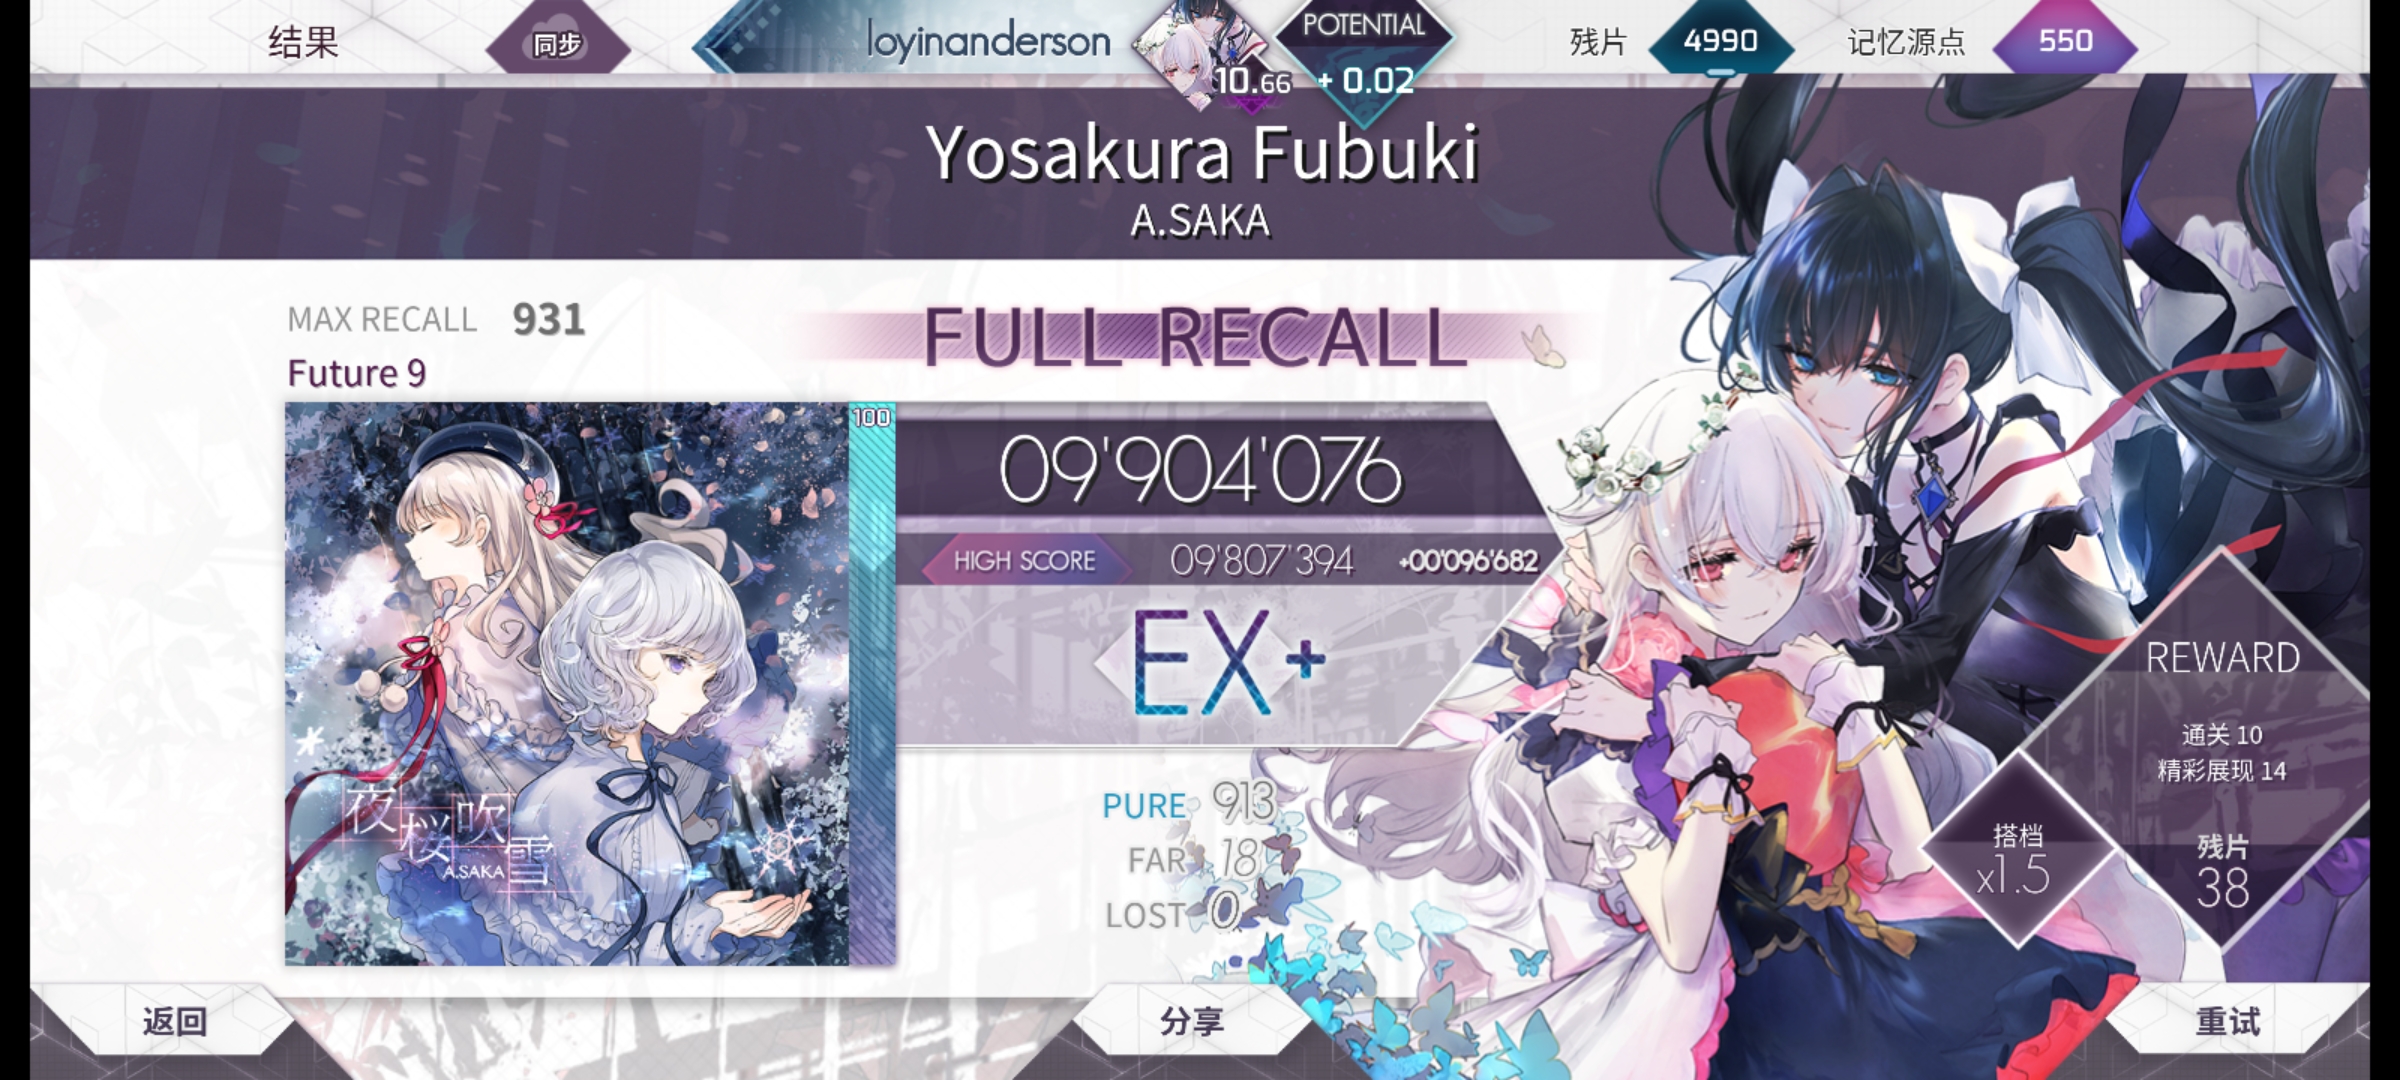 结果
同步
loyinanderson
10.66
POTENTIAL
+ 0.02
残片
4990
记忆源点
550
Yosakura Fubuki
A.SAKA
MAX RECALL 931
Future 9
FULL RECALL
100
09'904'076
HIGH SCORE 09'807'394 +00'096'682
EX+
夜桜吹雪
A.SAKA
PURE 913
FAR 18
LOST 0
REWARD
通关 10
精彩展现 14
残片
38
搭档
x1.5
返回
分享
重试